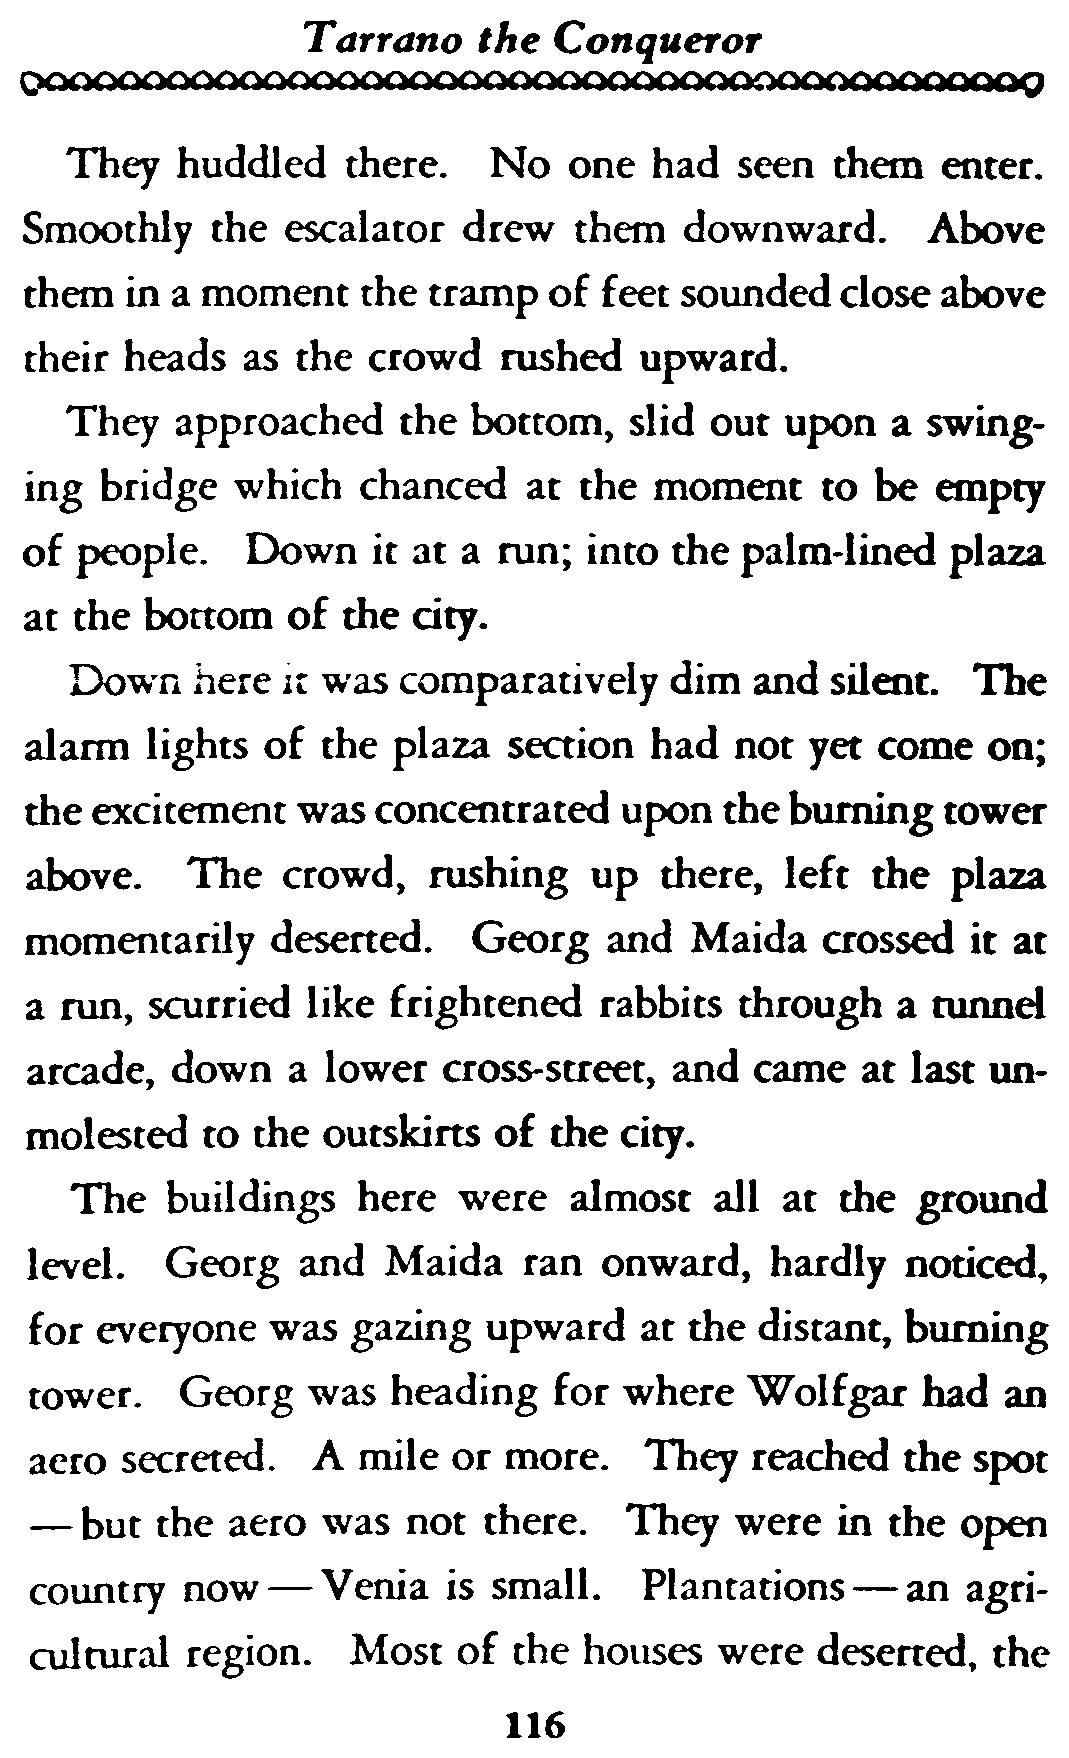 Tarrano the Conqueror
They huddled there. No one had seen them enter.
Smoothly the escalator drew them downward. Above
them in a moment the tramp of feet sounded close above
their heads as the crowd rushed upward.
They approached the bottom, slid out upon a swing-
ing bridge which chanced at the moment to be empty
of people. Down it at a run; into the palm-lined plaza
at the bottom of the city.
Down here it was comparatively dim and silent. The
alarm lights of the plaza section had not yet come on;
the excitement was concentrated upon the burning tower
above. The crowd, rushing up there, left the plaza
momentarily deserted. Georg and Maida crossed it at
a run, scurried like frightened rabbits through a tunnel
arcade, down a lower cross-street, and came at last un-
molested to the outskirts of the city.
The buildings here were almost all at the ground
level. Georg and Maida ran onward, hardly noticed,
for everyone was gazing upward at the distant, burning
tower. Georg was heading for where Wolfgar had an
aero secreted. A mile or more. They reached the spot
— but the aero was not there. They were in the open
country now — Venia is small. Plantations — an agri-
cultural region. Most of the houses were deserted, the
116